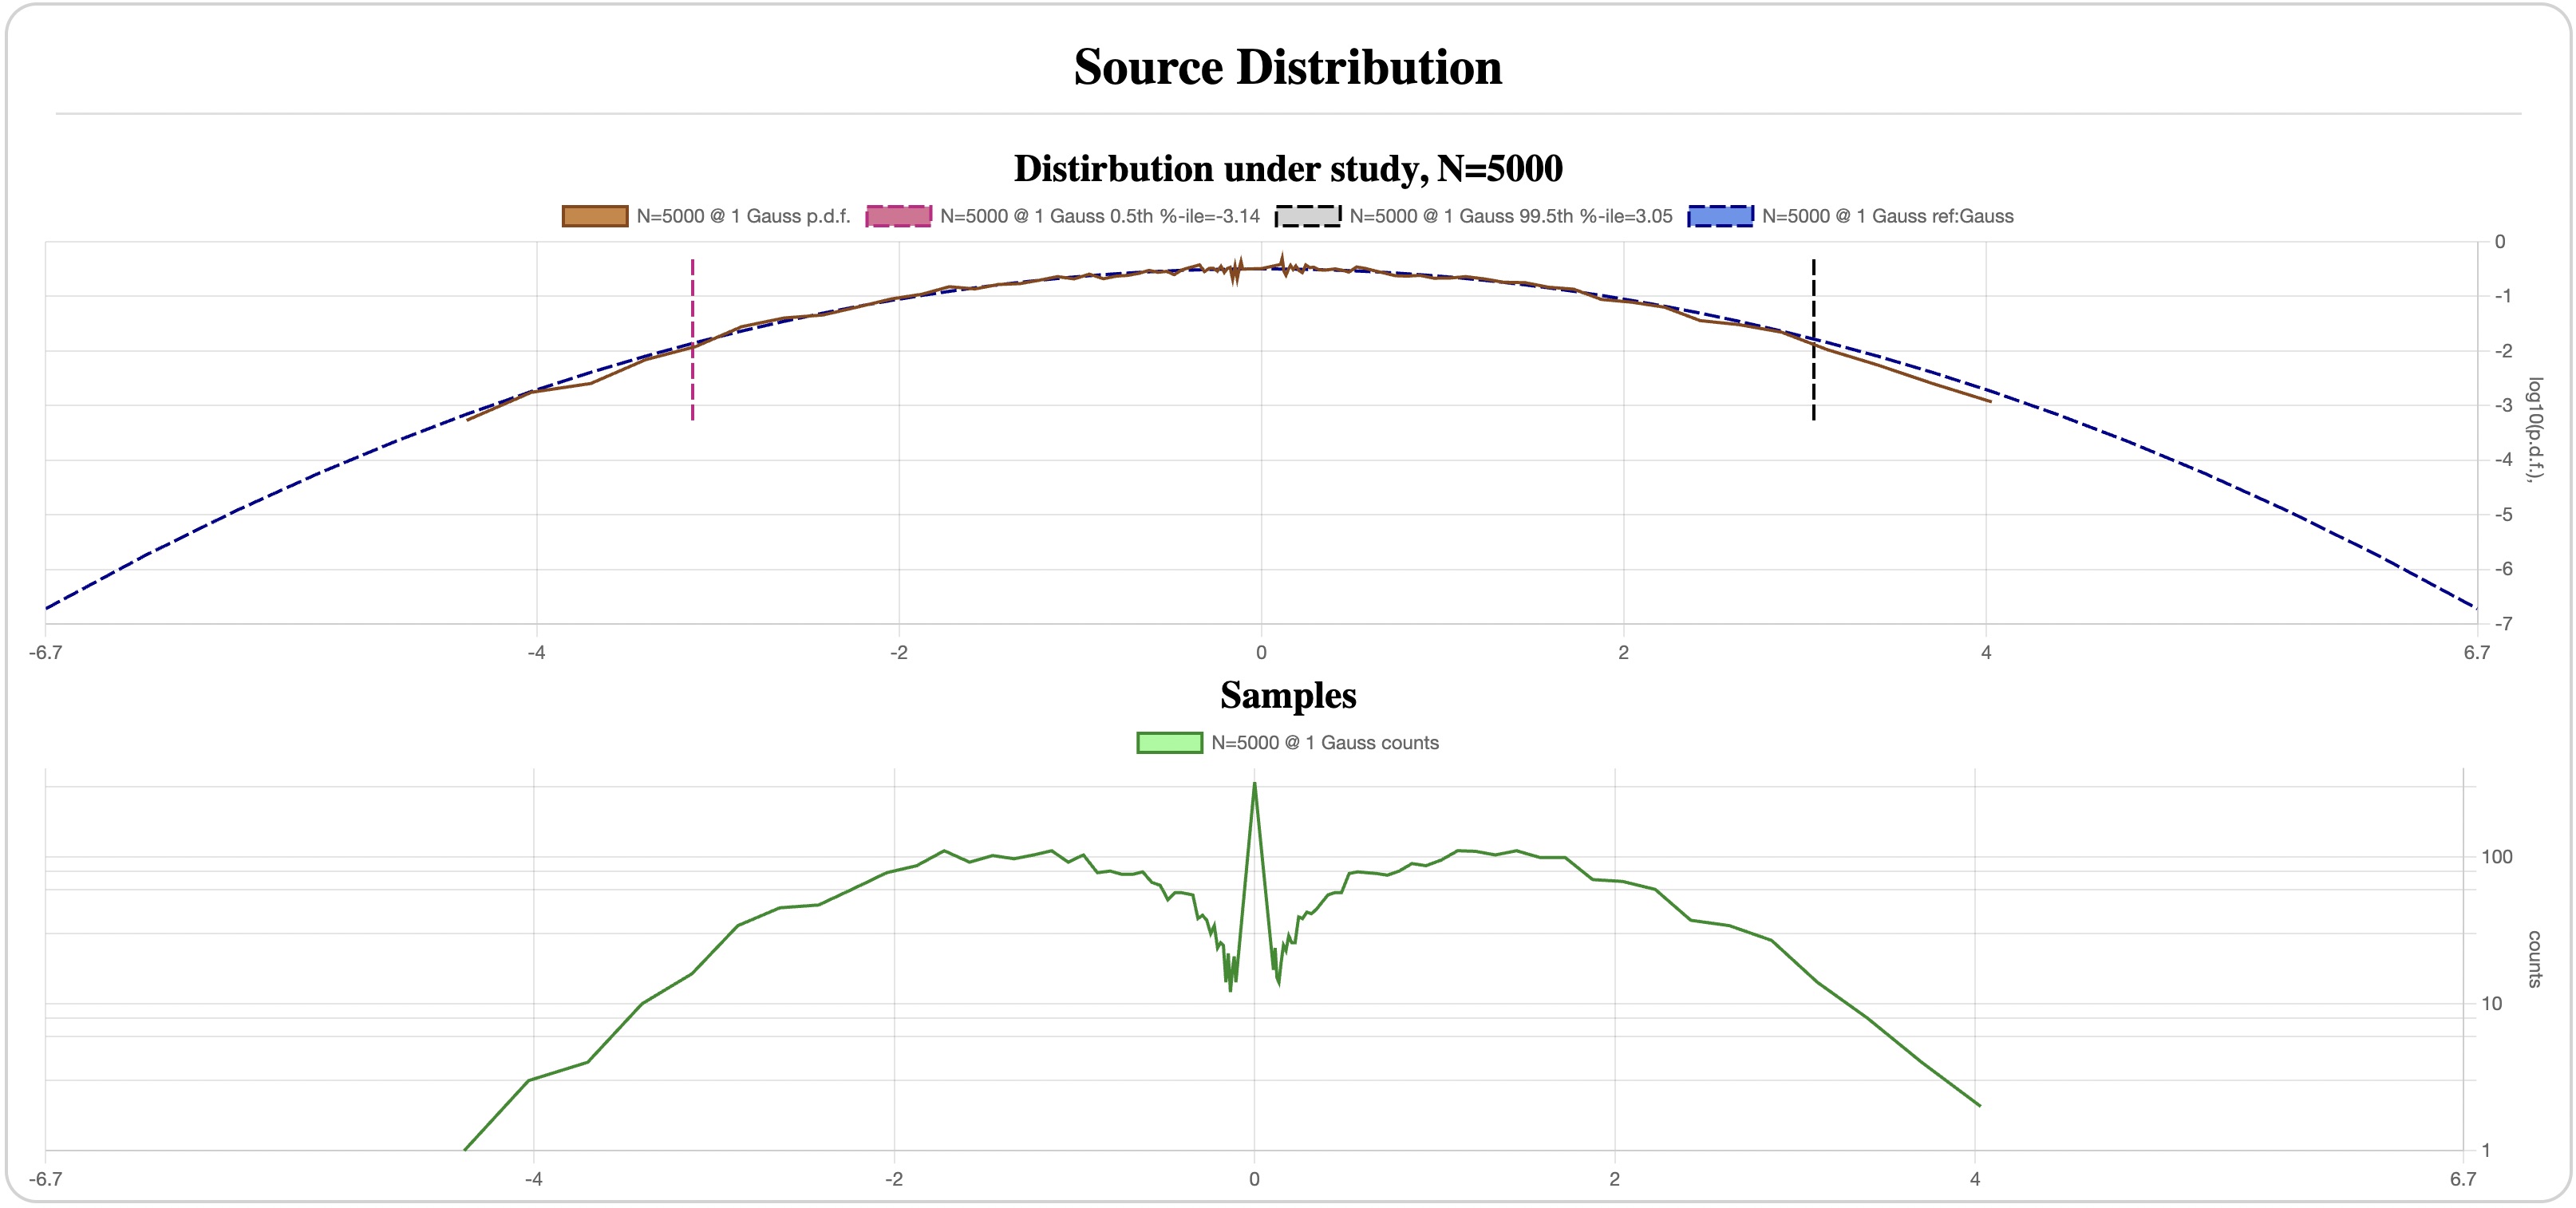 Source Distribution
Distirbution under study, N=5000
N=5000 @ 1 Gauss p.d.f. N=5000 @ 1 Gauss 0.5th %-ile=-3.14 N=5000 @ 1 Gauss 99.5th %-ile=3.05 N=5000 @ 1 Gauss ref:Gauss
0
-1
-2
-3
-4
-5
-6
-7
log10(p.d.f.),
-6.7 -4 -2 0 2 4 6.7
Samples
N=5000 @ 1 Gauss counts
100
10
1
counts
-6.7 -4 -2 0 2 4 6.7